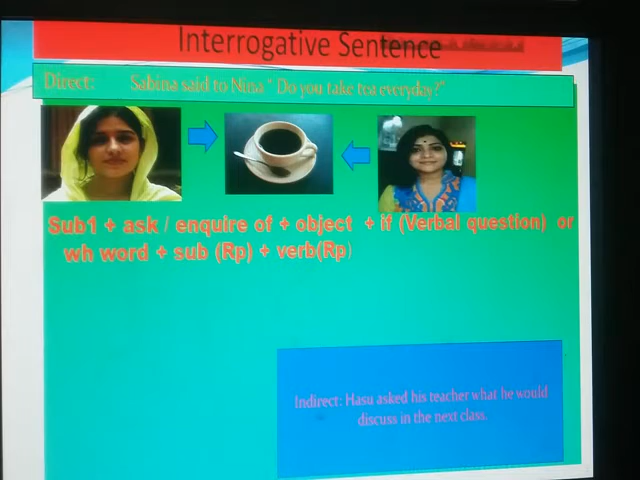 Interrogative Sentence
Direct: Sabina said to Nina " Do you take tea everyday?"
Sub1 + ask / enquire of + object + if (Verbal question) or
wh word + sub (Rp) + verb(Rp)
Indirect: Hasu asked his teacher what he would
discuss in the next class.